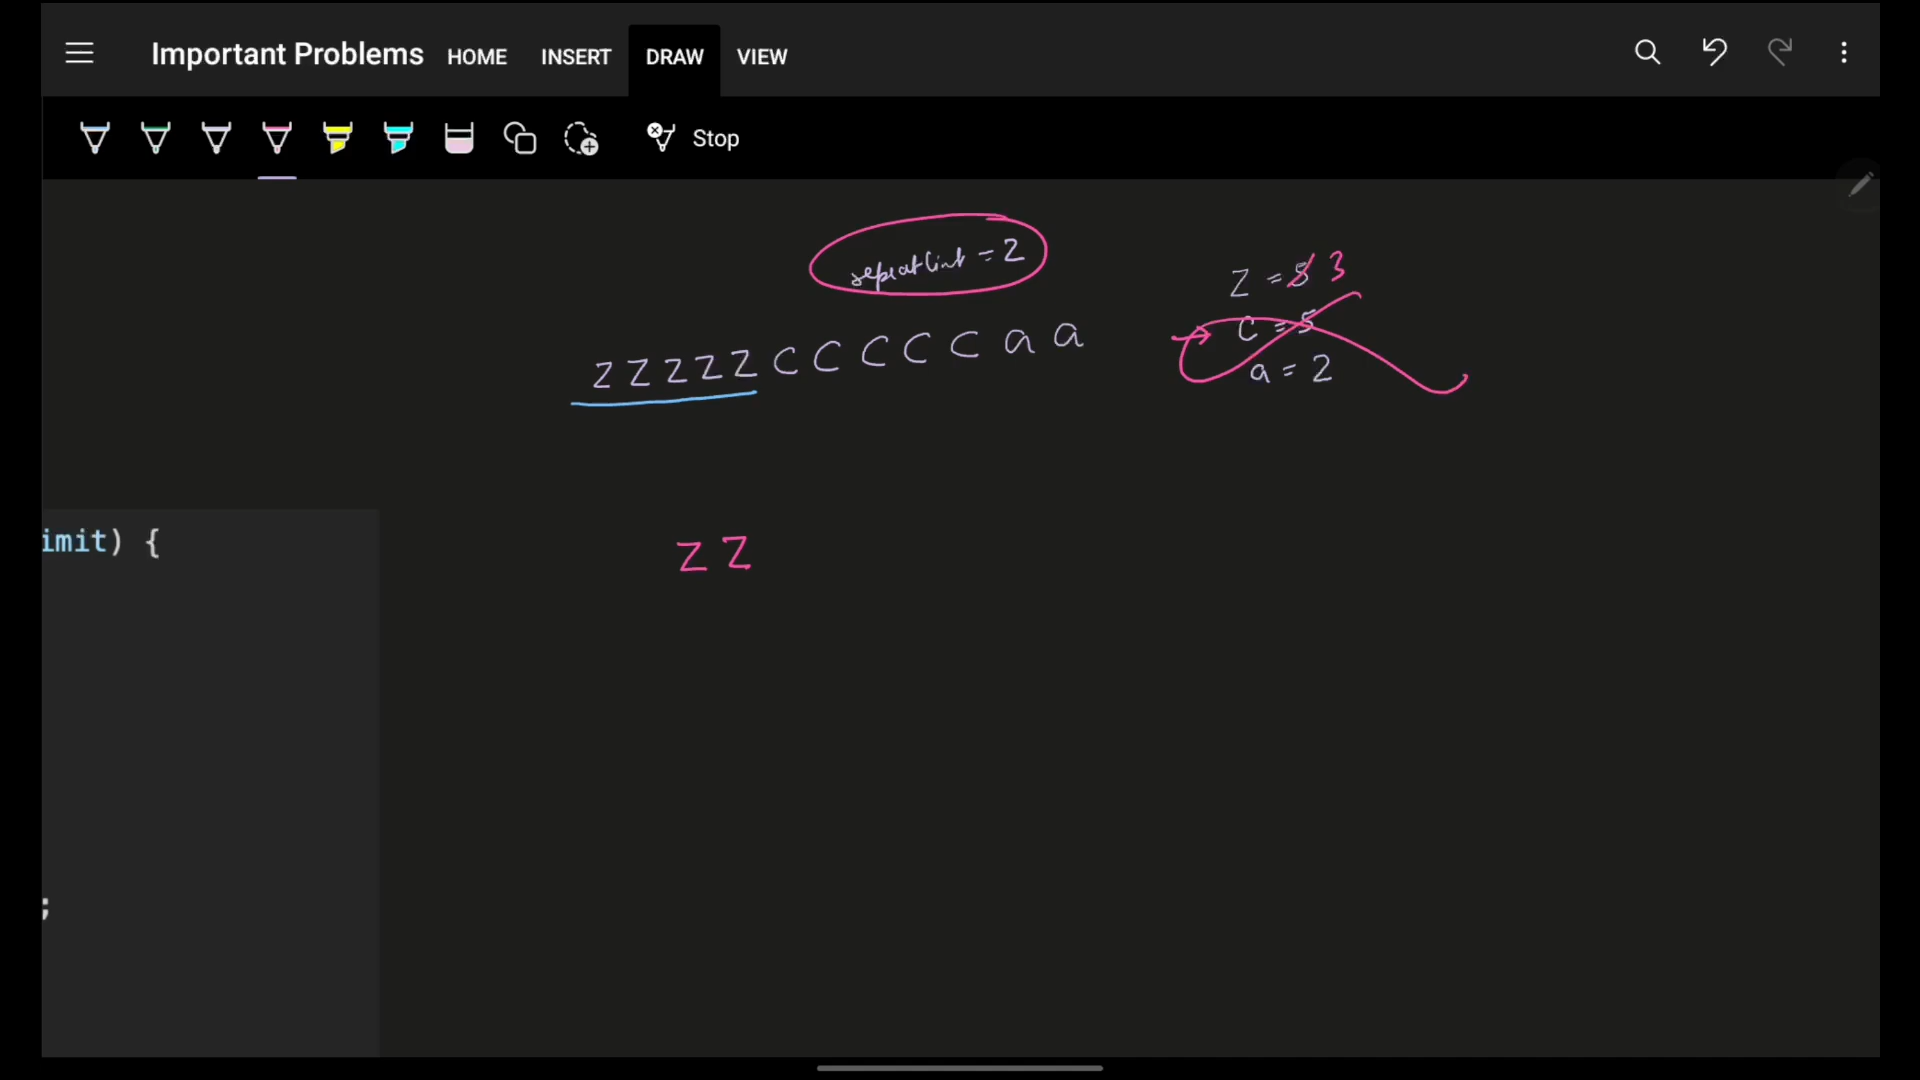 Important Problems HOME INSERT DRAW VIEW
Stop
repeatLimit = 2
Z = 5 3
C = 5
a = 2
z z z z z c c c c c a a
imit) {
z z
;